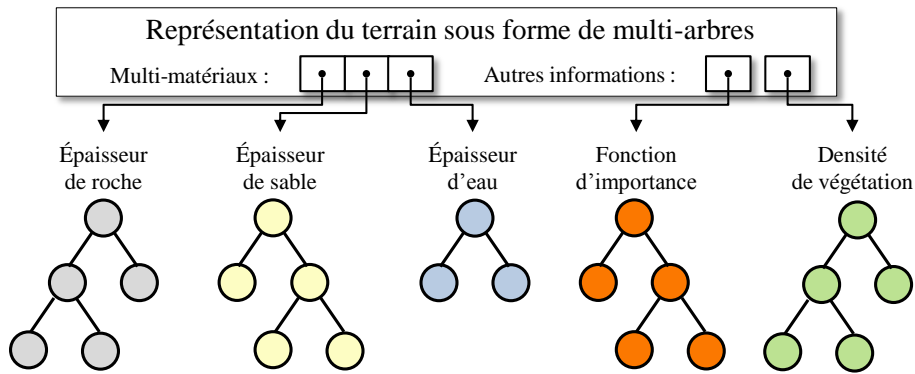 Représentation du terrain sous forme de multi-arbres
Multi-matériaux :
Autres informations :
Épaisseur
de roche
Épaisseur
de sable
Épaisseur
d’eau
Fonction
d’importance
Densité
de végétation